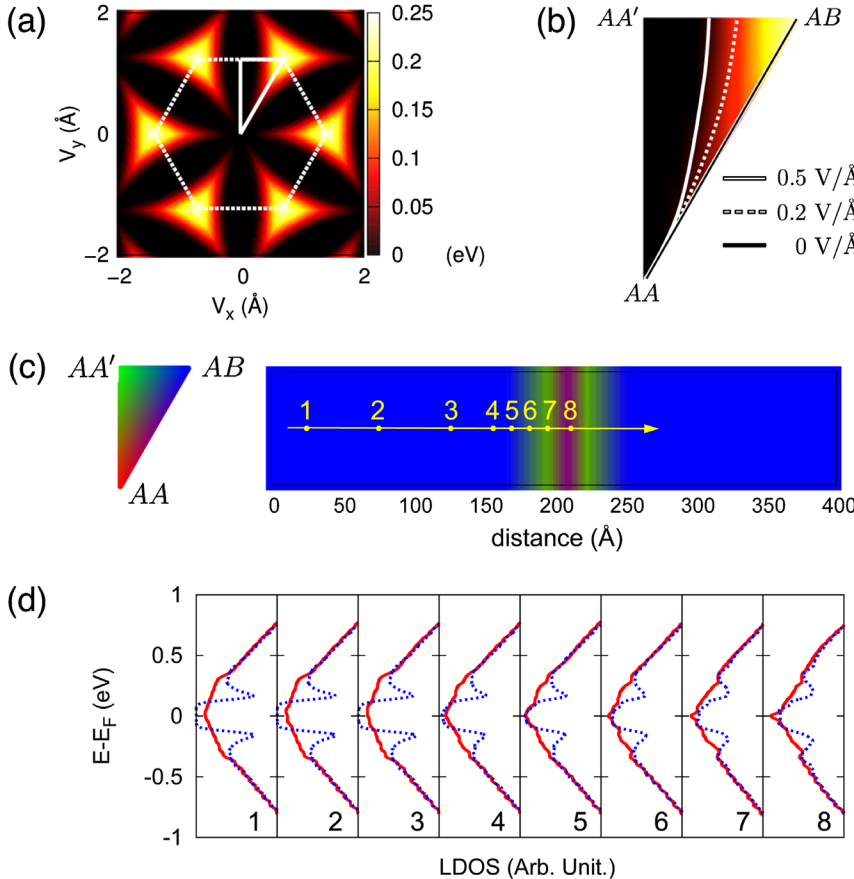 (a)
2
0
−2
V_y (Å)
−2
0
2
V_x (Å)
0.25
0.2
0.15
0.1
0.05
0
(eV)
(b)
AA′
AB
AA
0.5 V/Å
0.2 V/Å
0 V/Å
(c)
AA′
AB
AA
1
2
3
4
5
6
7
8
0
50
100
150
200
250
300
350
400
distance (Å)
(d)
1
0.5
0
-0.5
-1
E-E_F (eV)
1
2
3
4
5
6
7
8
LDOS (Arb. Unit.)